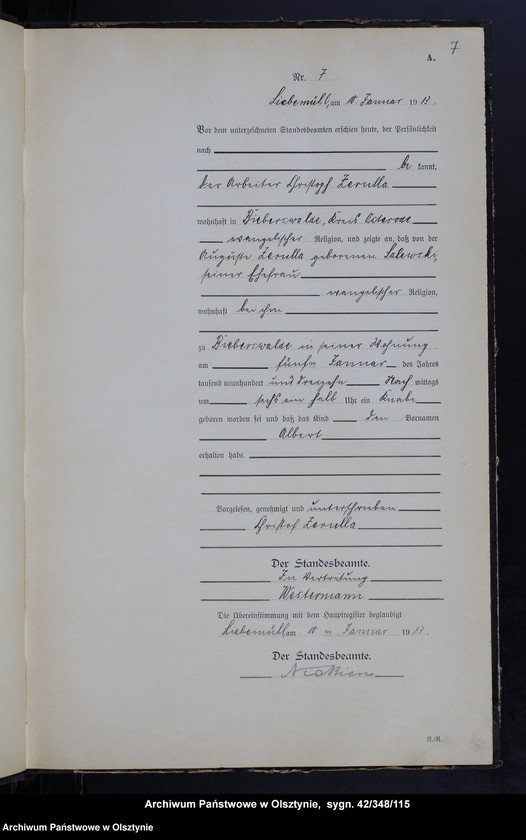 7
A.
Nr. 7
Liebemühl, am Januar 1913.
Vor dem unterzeichneten Standesbeamten erschien heute, der Persönlichkeit
nach
be kannt,
der Arbeiter Christoph Zerulla
wohnhaft in Bieberswalde, Kreis Osterode
evangelischer Religion, und zeigte an, daß von der
Auguste Zerulla geborenen Salewski,
seiner Ehefrau
evangelischer Religion,
wohnhaft bei ihm
zu Bieberswalde in seiner Wohnung
am fünften Januar des Jahres
tausend neunhundert und dreizehn Nach mittags
um sechs ein halb Uhr ein Knabe
geboren worden sei und daß das Kind den Vornamen
Albert
erhalten habe.
Vorgelesen, genehmigt und unterschrieben
Christof Zerulla
Der Standesbeamte.
In Vertretung
Westermann
Die Übereinstimmung mit dem Hauptregister beglaubigt
Liebemühl, am Januar 1913.
Der Standesbeamte.
N.-R.
Archiwum Państwowe w Olsztynie, sygn. 42/348/115
Archiwum Państwowe w Olsztynie